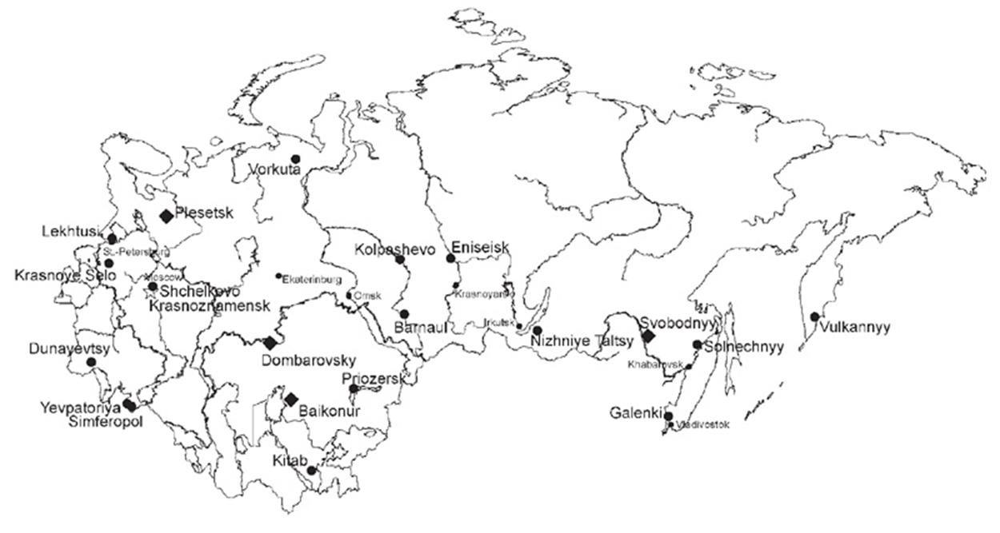 Vorkuta
Plesetsk
Lekhtusi
St.-Petersburg
Kolpashevo
Eniseisk
Krasnoye Selo
Moscow
Ekaterinburg
Shchelkovo
Omsk
Krasnoyarsk
Krasnoznamensk
Barnaul
Irkutsk
Svobodnyy
Vulkannyy
Nizhniye Taltsy
Solnechnyy
Dunayevtsy
Dombarovsky
Khabarovsk
Priozersk
Yevpatoriya
Baikonur
Galenki
Simferopol
Vladivostok
Kitab